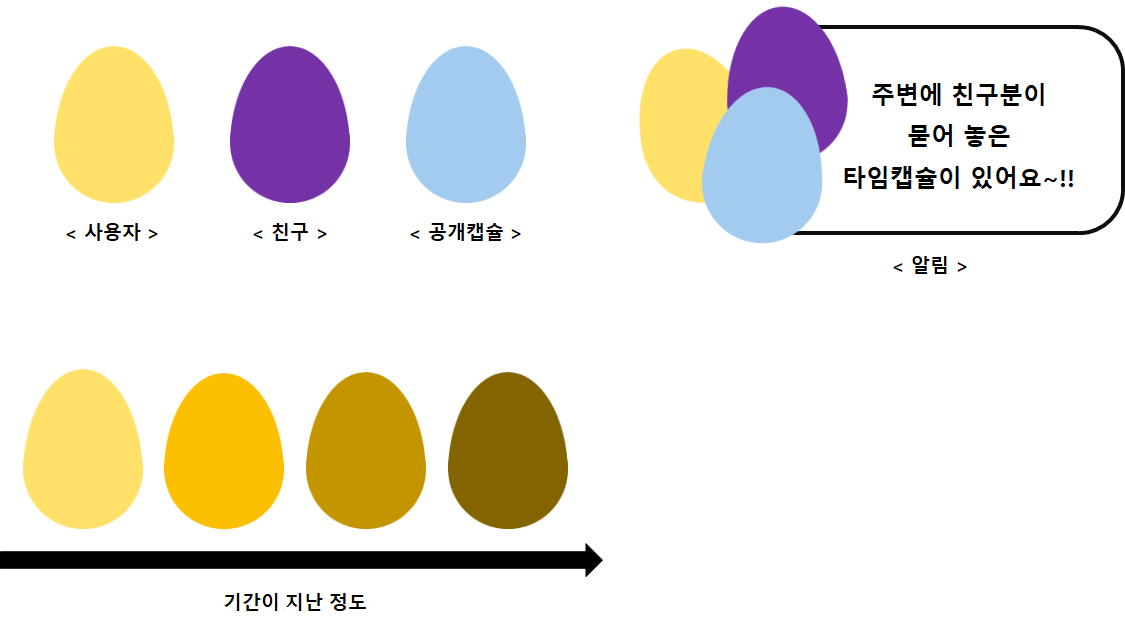 < 사용자 >
< 친구 >
< 공개캡슐 >
주변에 친구분이
묻어 놓은
타임캡슐이 있어요~!!
< 알림 >
기간이 지난 정도